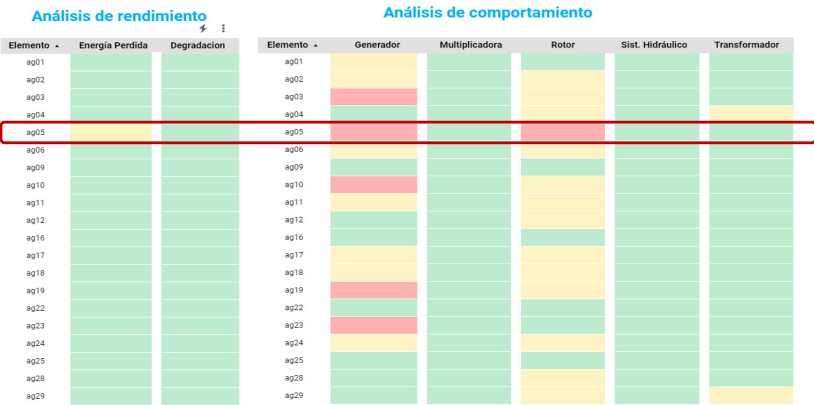 Análisis de rendimiento
Elemento Energía Perdida Degradacion
ag01
ag02
ag03
ag04
ag05
ag06
ag09
ag10
ag11
ag12
ag16
ag17
ag18
ag19
ag22
ag23
ag24
ag25
ag28
ag29
Análisis de comportamiento
Elemento Generador Multiplicadora Rotor Sist. Hidráulico Transformador
ag01
ag02
ag03
ag04
ag05
ag06
ag09
ag10
ag11
ag12
ag16
ag17
ag18
ag19
ag22
ag23
ag24
ag25
ag28
ag29